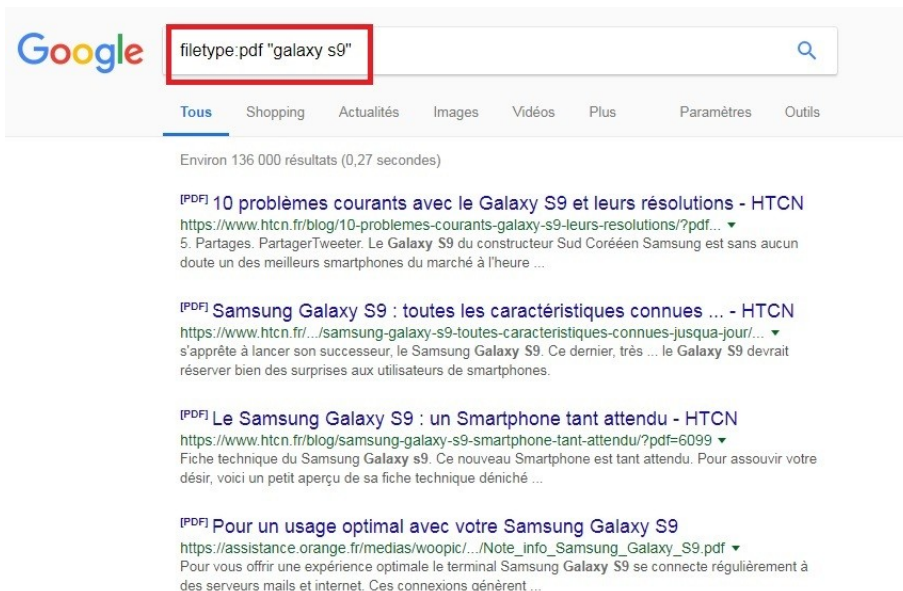 Google
filetype:pdf "galaxy s9"
Tous Shopping Actualités Images Vidéos Plus Paramètres Outils
Environ 136 000 résultats (0,27 secondes)
[PDF] 10 problèmes courants avec le Galaxy S9 et leurs résolutions - HTCN
https://www.htcn.fr/blog/10-problemes-courants-galaxy-s9-leurs-resolutions/?pdf...
5. Partages. PartagerTweeter. Le Galaxy S9 du constructeur Sud Corééen Samsung est sans aucun
doute un des meilleurs smartphones du marché à l'heure ...
[PDF] Samsung Galaxy S9 : toutes les caractéristiques connues ... - HTCN
https://www.htcn.fr/.../samsung-galaxy-s9-toutes-caracteristiques-connues-jusqua-jour/...
s'apprête à lancer son successeur, le Samsung Galaxy S9. Ce dernier, très ... le Galaxy S9 devrait
réserver bien des surprises aux utilisateurs de smartphones.
[PDF] Le Samsung Galaxy S9 : un Smartphone tant attendu - HTCN
https://www.htcn.fr/blog/samsung-galaxy-s9-smartphone-tant-attendu/?pdf=6099
Fiche technique du Samsung Galaxy s9. Ce nouveau Smartphone est tant attendu. Pour assouvir votre
désir, voici un petit aperçu de sa fiche technique déniché ...
[PDF] Pour un usage optimal avec votre Samsung Galaxy S9
https://assistance.orange.fr/medias/woopic/.../Note_info_Samsung_Galaxy_S9.pdf
Pour vous offrir une expérience optimale le terminal Samsung Galaxy S9 se connecte régulièrement à
des serveurs mails et internet. Ces connexions génèrent ...